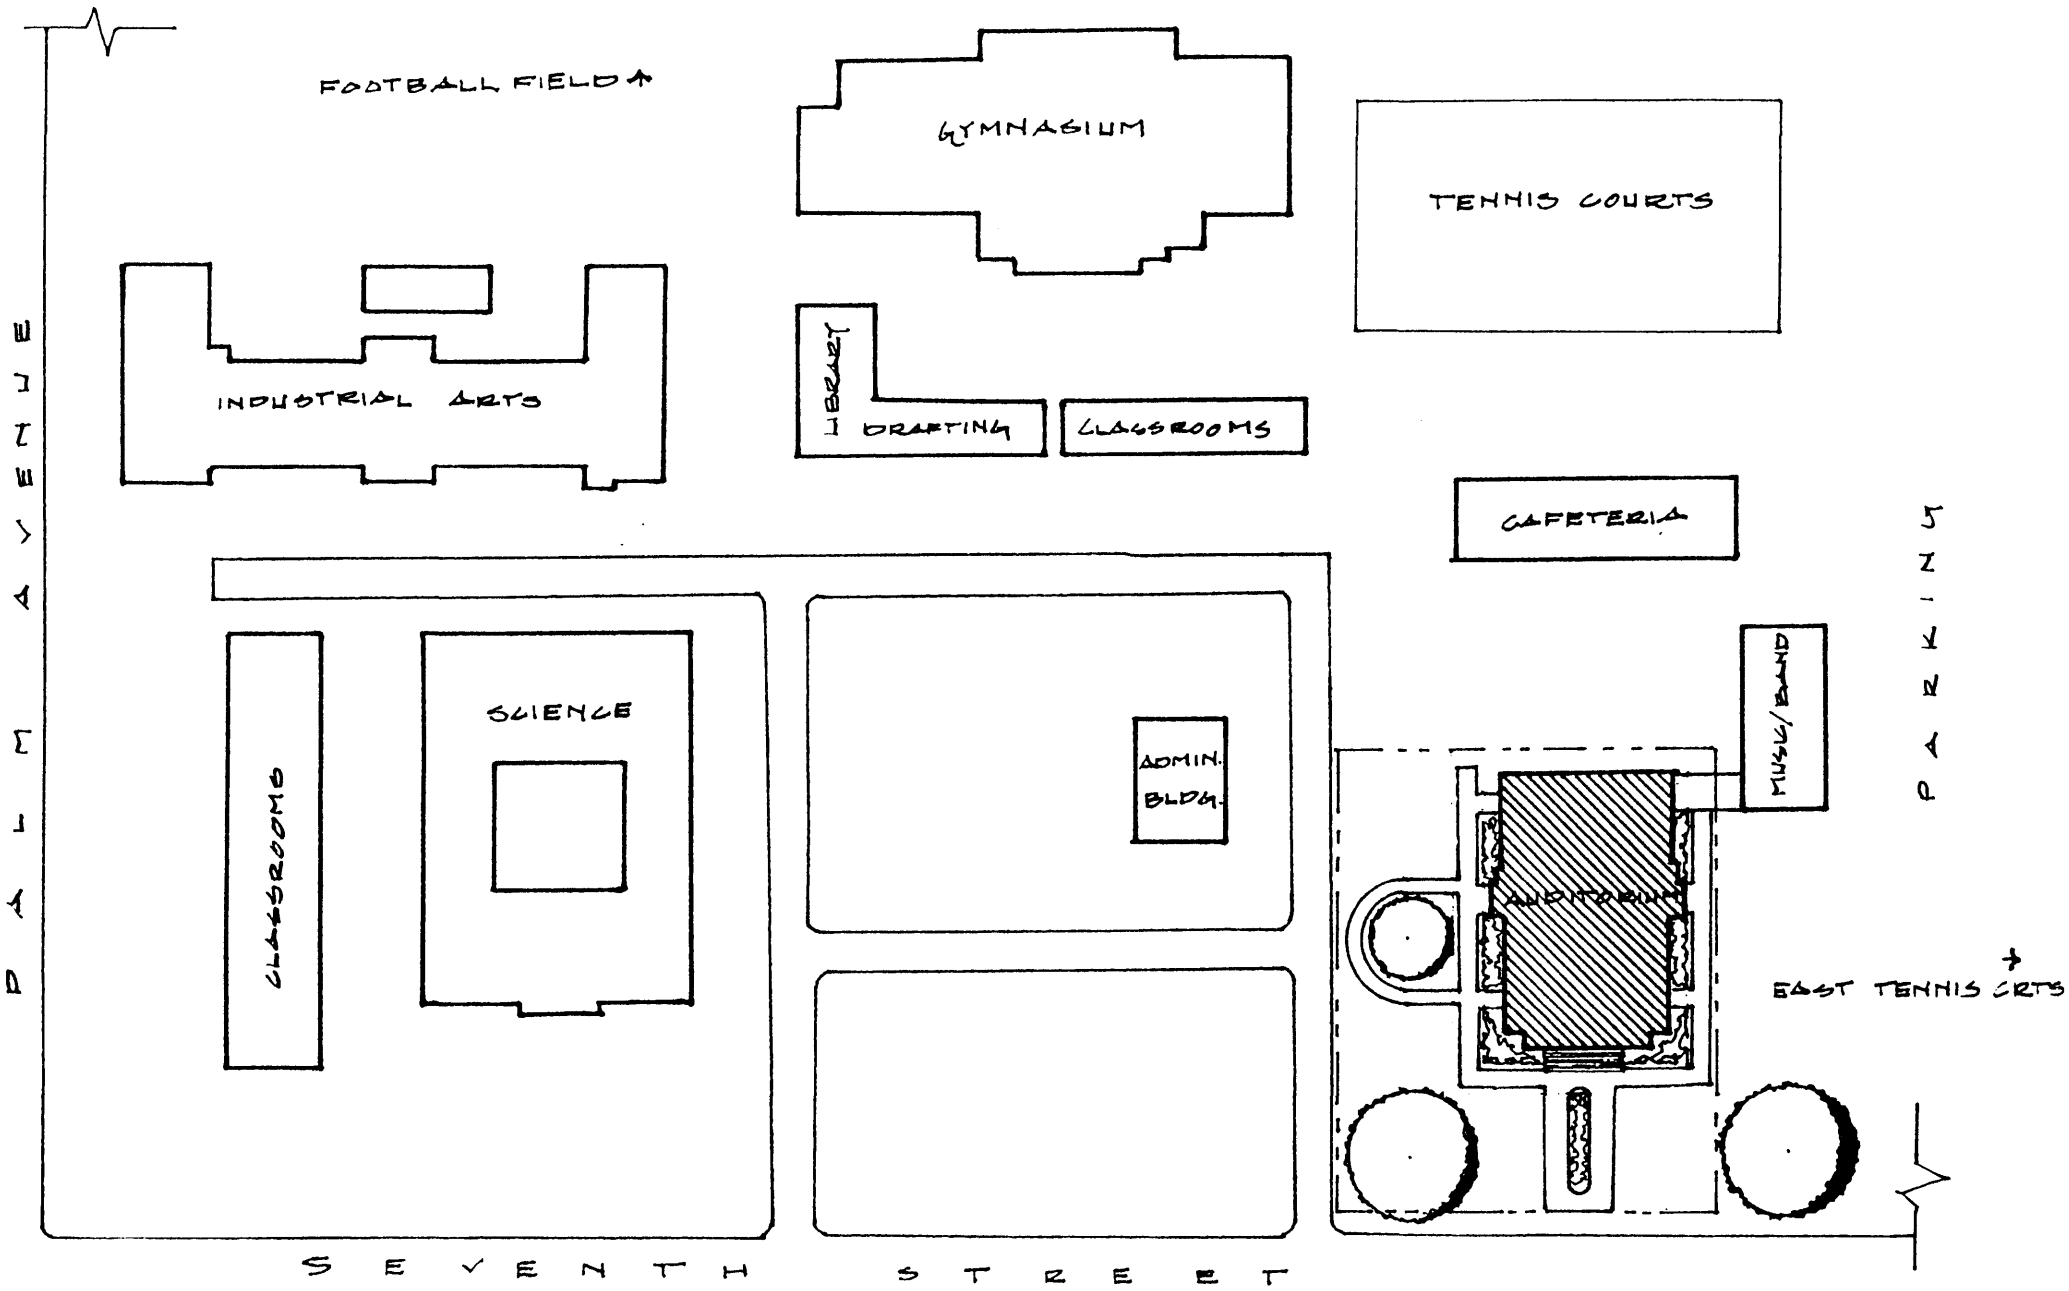 FOOTBALL FIELD ↑
GYMNASIUM
TENNIS COURTS
PALM AVENUE
INDUSTRIAL ARTS
LIBRARY
DRAFTING
CLASSROOMS
CAFETERIA
PARKING
MUSIC/BAND
SCIENCE
ADMIN.
BLDG.
CLASSROOMS
AUDITORIUM
→
EAST TENNIS CRTS
SEVENTH STREET